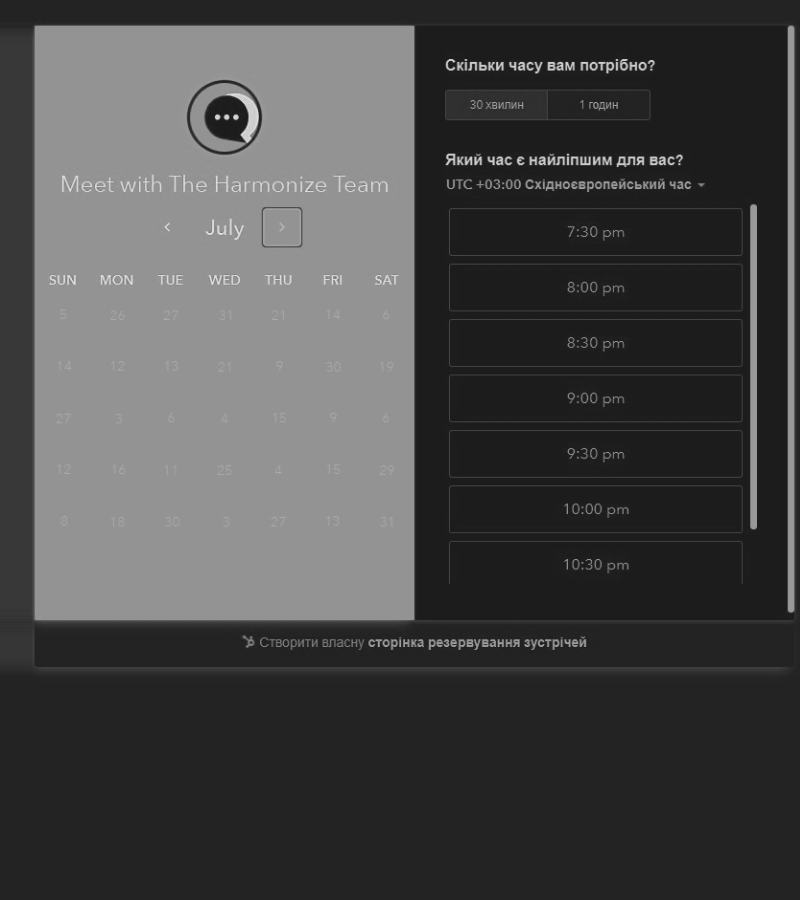 Meet with The Harmonize Team
July
SUN MON TUE WED THU FRI SAT
5 26 27 31 21 14 6
14 12 13 21 9 30 19
27 3 6 4 15 9 6
12 16 11 25 4 15 29
8 18 30 3 27 13 31
Скільки часу вам потрібно?
30 хвилин 1 годин
Який час є найліпшим для вас?
UTC +03:00 Східноєвропейський час
7:30 pm
8:00 pm
8:30 pm
9:00 pm
9:30 pm
10:00 pm
10:30 pm
Створити власну сторінка резервування зустрічей